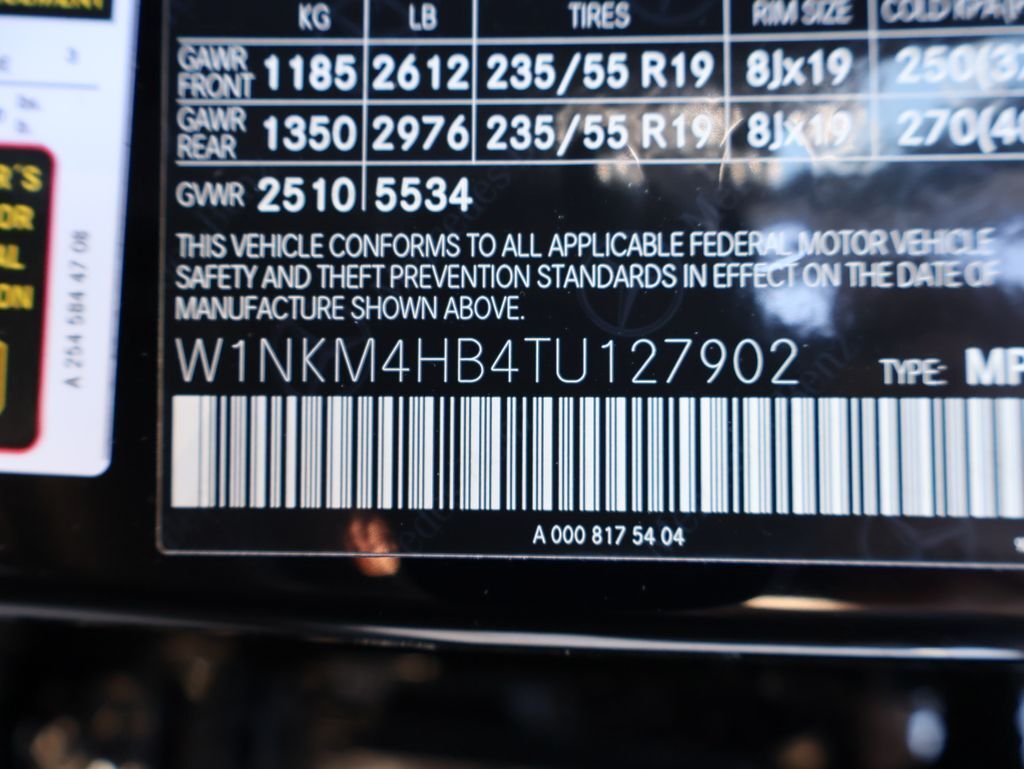 KG LB TIRES RIM SIZE
GAWR FRONT 1185 2612 235/55 R19 8Jx19 250(
GAWR REAR 1350 2976 235/55 R19 8Jx19 270(
GVWR 2510 5534
THIS VEHICLE CONFORMS TO ALL APPLICABLE FEDERAL MOTOR VEHICLE
SAFETY AND THEFT PREVENTION STANDARDS IN EFFECT ON THE DATE OF
MANUFACTURE SHOWN ABOVE.
W1NKM4HB4TU127902 TYPE: MP
A 000 817 54 04
A 254 584 47 08